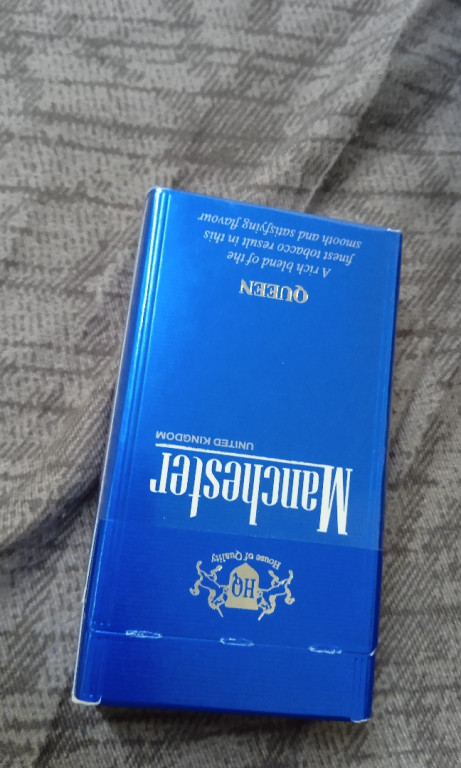 House of Quality
HQ
Manchester
UNITED KINGDOM
QUEEN
A rich blend of the
finest tobacco result in this
smooth and satisfying flavour